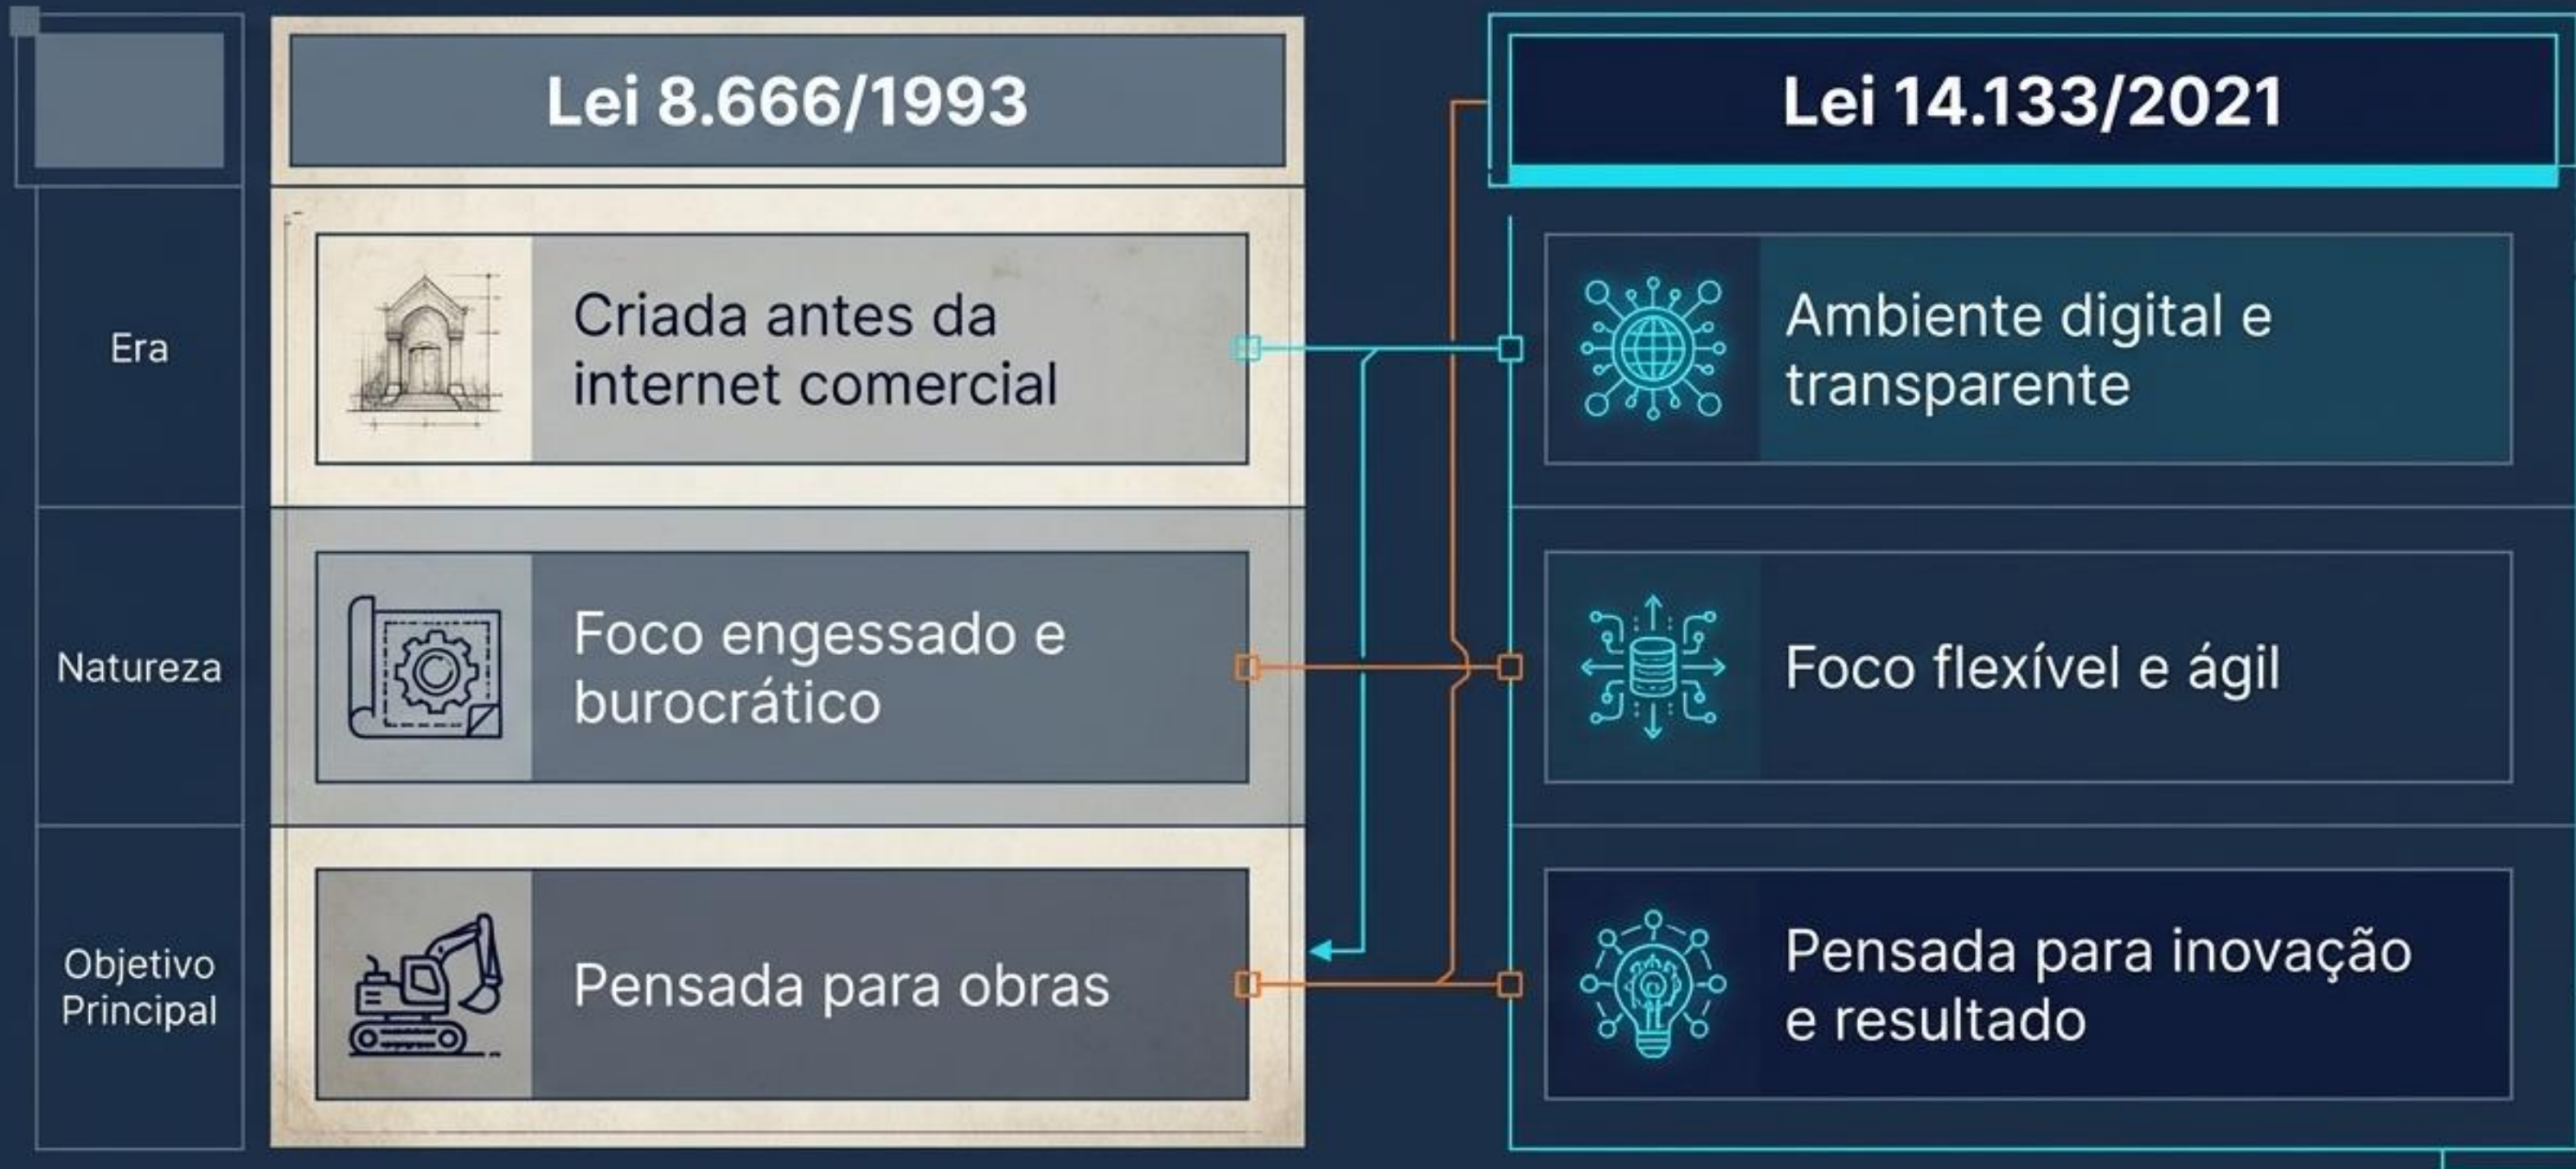 Lei 8.666/1993
Lei 14.133/2021
Era
Criada antes da
internet comercial
Ambiente digital e
transparente
Natureza
Foco engessado e
burocrático
Foco flexível e ágil
Objetivo
Principal
Pensada para obras
Pensada para inovação
e resultado